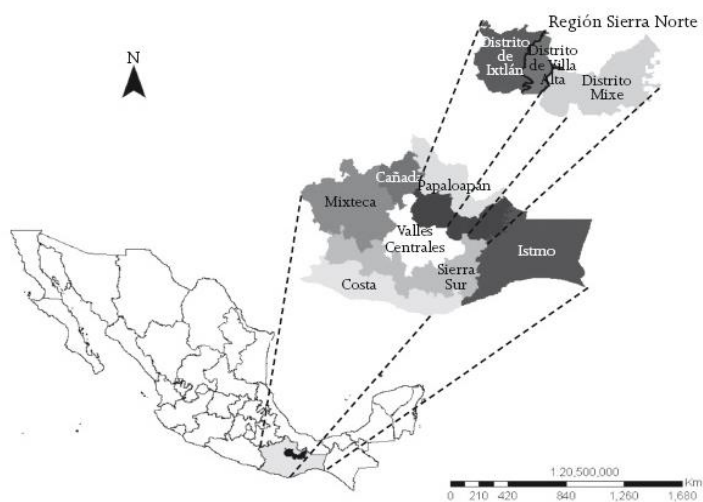 Región Sierra Norte
Distrito
de
Ixtlán
Distrito
de Villa
Alta
Distrito
Mixe
N
Cañada
Papaloapan
Mixteca
Valles
Centrales
Istmo
Sierra
Sur
Costa
1:20,500,000
Km
0 210 420 840 1,260 1,680